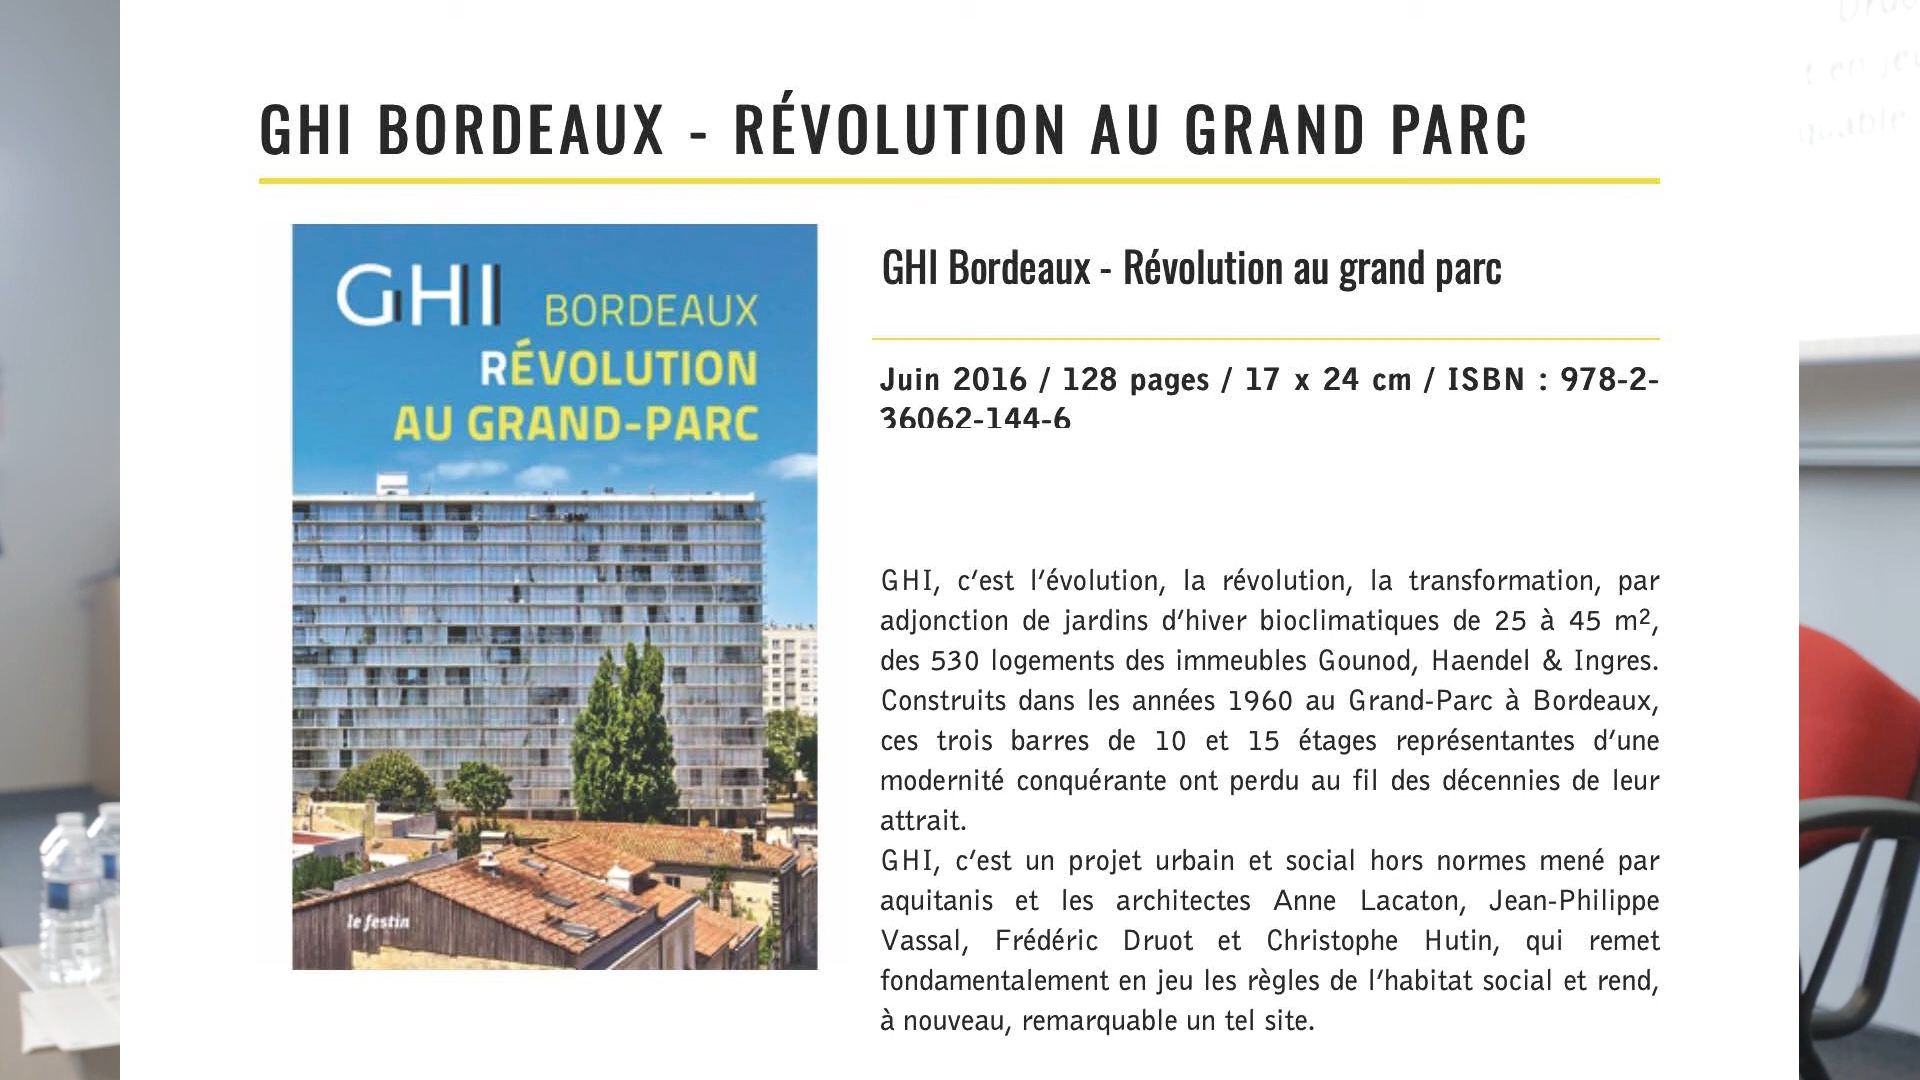 GHI BORDEAUX - RÉVOLUTION AU GRAND PARC
GHI BORDEAUX
RÉVOLUTION
AU GRAND-PARC
le festin
GHI Bordeaux - Révolution au grand parc
Juin 2016 / 128 pages / 17 x 24 cm / ISBN : 978-2-
36062-144-6
GHI, c’est l’évolution, la révolution, la transformation, par
adjonction de jardins d’hiver bioclimatiques de 25 à 45 m²,
des 530 logements des immeubles Gounod, Haendel & Ingres.
Construits dans les années 1960 au Grand-Parc à Bordeaux,
ces trois barres de 10 et 15 étages représentantes d’une
modernité conquérante ont perdu au fil des décennies de leur
attrait.
GHI, c’est un projet urbain et social hors normes mené par
aquitanis et les architectes Anne Lacaton, Jean-Philippe
Vassal, Frédéric Druot et Christophe Hutin, qui remet
fondamentalement en jeu les règles de l’habitat social et rend,
à nouveau, remarquable un tel site.